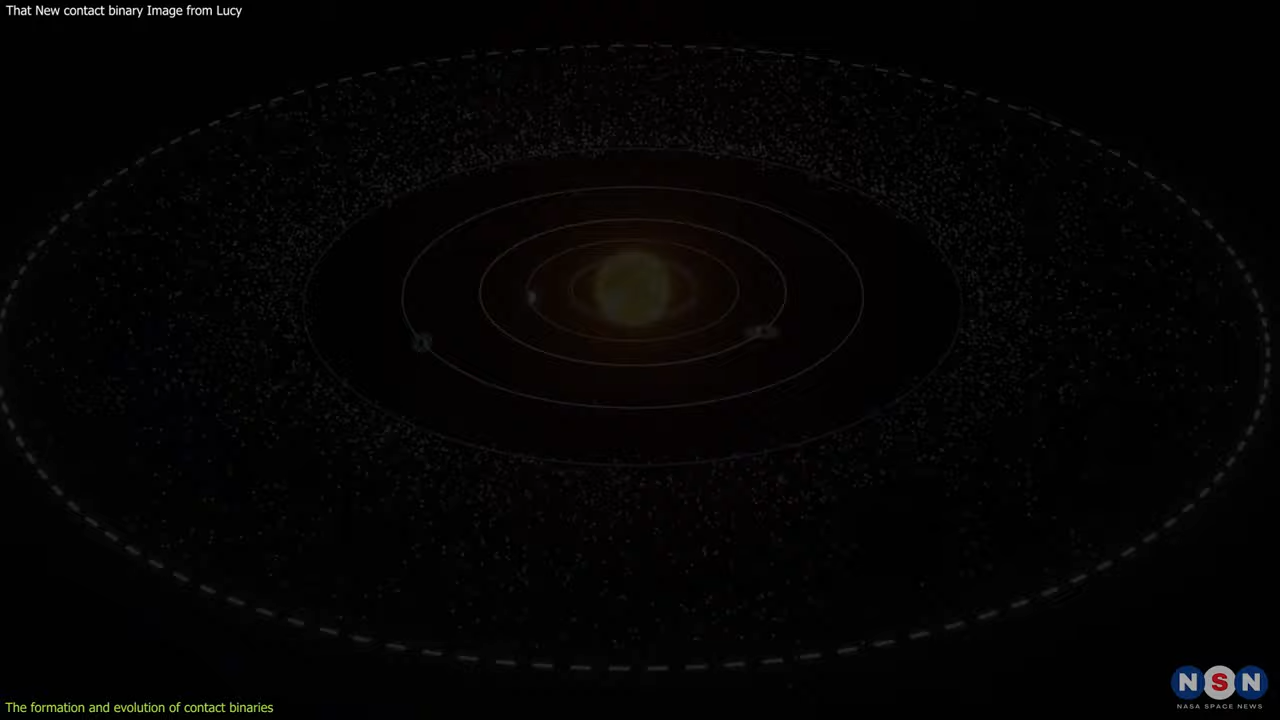 That New contact binary Image from Lucy
The formation and evolution of contact binaries
NSN
NASA SPACE NEWS